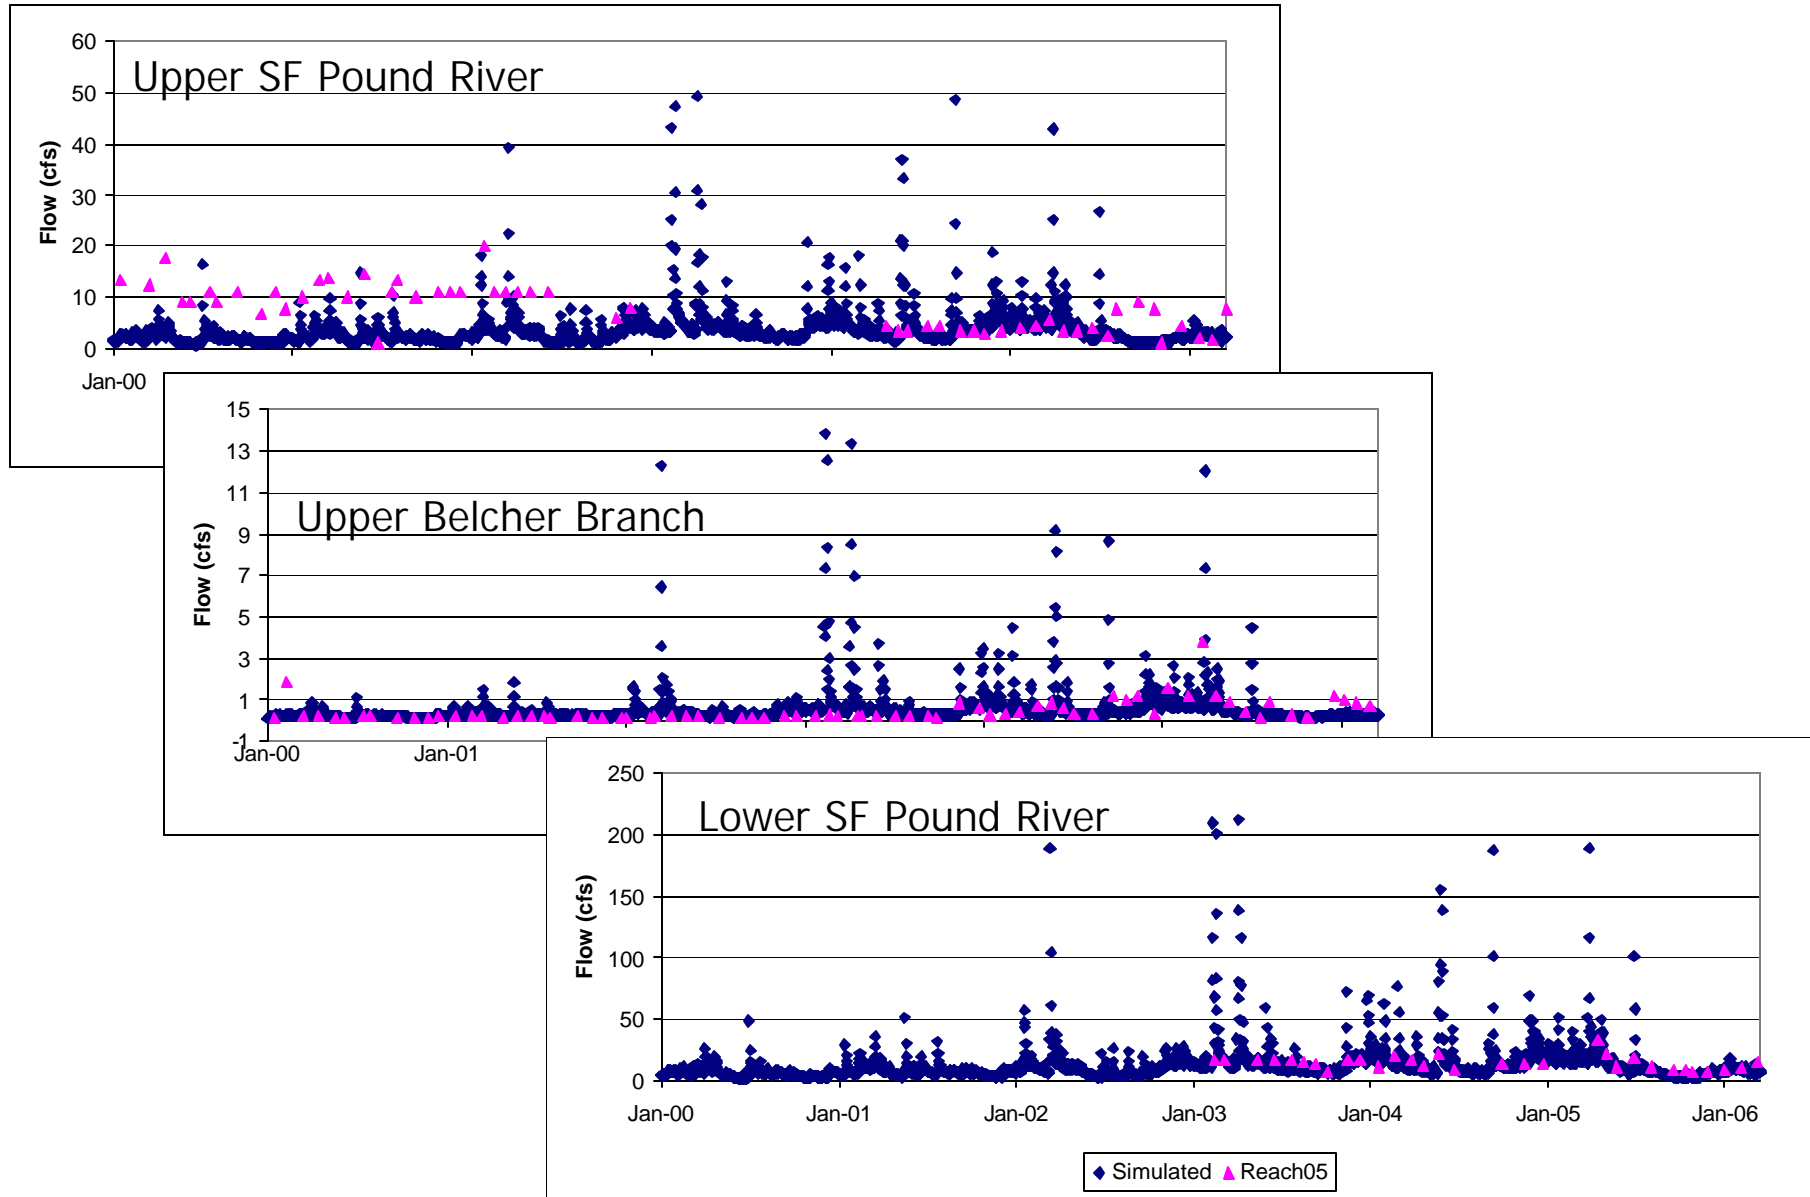 Upper SF Pound River
Flow (cfs)
60
50
40
30
20
10
0
Jan-00
Upper Belcher Branch
Flow (cfs)
15
13
11
9
7
5
3
1
-1
Jan-00 Jan-01
Lower SF Pound River
Flow (cfs)
250
200
150
100
50
0
Jan-00 Jan-01 Jan-02 Jan-03 Jan-04 Jan-05 Jan-06
Simulated Reach05